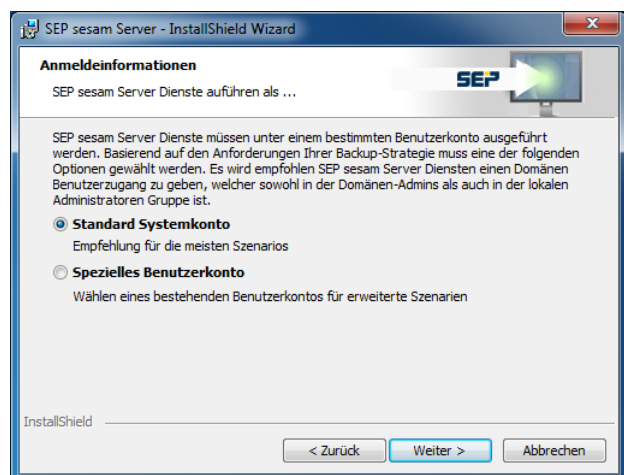 SEP sesam Server - InstallShield Wizard
Anmeldeinformationen
SEP sesam Server Dienste auführen als ...
SEP
SEP sesam Server Dienste müssen unter einem bestimmten Benutzerkonto ausgeführt
werden. Basierend auf den Anforderungen Ihrer Backup-Strategie muss eine der folgenden
Optionen gewählt werden. Es wird empfohlen SEP sesam Server Diensten einen Domänen
Benutzerzugang zu geben, welcher sowohl in der Domänen-Admins als auch in der lokalen
Administratoren Gruppe ist.
Standard Systemkonto
Empfehlung für die meisten Szenarios
Spezielles Benutzerkonto
Wählen eines bestehenden Benutzerkontos für erweiterte Szenarien
InstallShield
< Zurück Weiter > Abbrechen